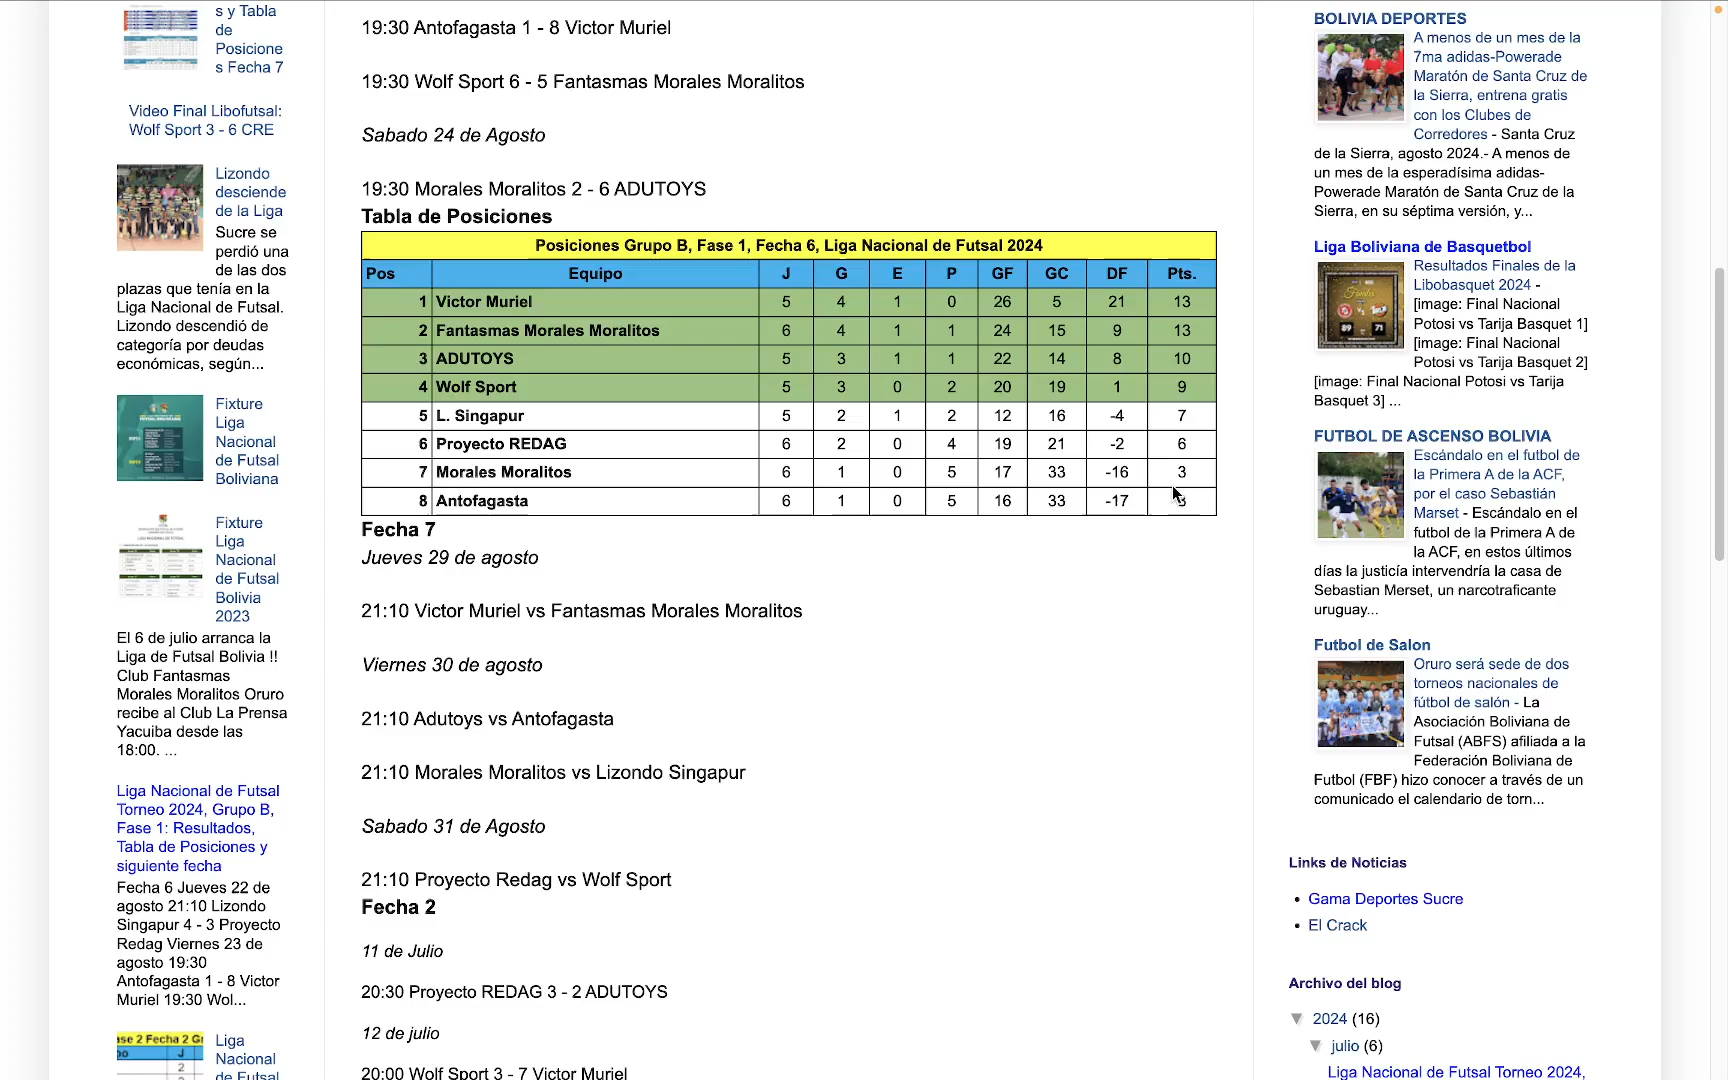 s y Tabla
de
Posicione
s Fecha 7
Video Final Libofutsal:
Wolf Sport 3 - 6 CRE
Lizondo
desciende
de la Liga
Sucre se
perdió una
de las dos
plazas que tenía en la
Liga Nacional de Futsal.
Lizondo descendió de
categoría por deudas
económicas, según...
Fixture
Liga
Nacional
de Futsal
Boliviana
Fixture
Liga
Nacional
de Futsal
Bolivia
2023
El 6 de julio arranca la
Liga de Futsal Bolivia !!
Club Fantasmas
Morales Moralitos Oruro
recibe al Club La Prensa
Yacuiba desde las
18:00. ...
Liga Nacional de Futsal
Torneo 2024, Grupo B,
Fase 1: Resultados,
Tabla de Posiciones y
siguiente fecha
Fecha 6 Jueves 22 de
agosto 21:10 Lizondo
Singapur 4 - 3 Proyecto
Redag Viernes 23 de
agosto 19:30
Antofagasta 1 - 8 Victor
Muriel 19:30 Wol...
ase 2 Fecha 2 G
J
2
Liga
Nacional
de Futsal
19:30 Antofagasta 1 - 8 Victor Muriel
19:30 Wolf Sport 6 - 5 Fantasmas Morales Moralitos
Sabado 24 de Agosto
19:30 Morales Moralitos 2 - 6 ADUTOYS
Tabla de Posiciones
Posiciones Grupo B, Fase 1, Fecha 6, Liga Nacional de Futsal 2024
Pos Equipo J G E P GF GC DF Pts.
1 Victor Muriel 5 4 1 0 26 5 21 13
2 Fantasmas Morales Moralitos 6 4 1 1 24 15 9 13
3 ADUTOYS 5 3 1 1 22 14 8 10
4 Wolf Sport 5 3 0 2 20 19 1 9
5 L. Singapur 5 2 1 2 12 16 -4 7
6 Proyecto REDAG 6 2 0 4 19 21 -2 6
7 Morales Moralitos 6 1 0 5 17 33 -16 3
8 Antofagasta 6 1 0 5 16 33 -17
Fecha 7
Jueves 29 de agosto
21:10 Victor Muriel vs Fantasmas Morales Moralitos
Viernes 30 de agosto
21:10 Adutoys vs Antofagasta
21:10 Morales Moralitos vs Lizondo Singapur
Sabado 31 de Agosto
21:10 Proyecto Redag vs Wolf Sport
Fecha 2
11 de Julio
20:30 Proyecto REDAG 3 - 2 ADUTOYS
12 de julio
20:00 Wolf Sport 3 - 7 Victor Muriel
BOLIVIA DEPORTES
A menos de un mes de la
7ma adidas-Powerade
Maratón de Santa Cruz de
la Sierra, entrena gratis
con los Clubes de
Corredores - Santa Cruz
de la Sierra, agosto 2024.- A menos de
un mes de la esperadísima adidas-
Powerade Maratón de Santa Cruz de la
Sierra, en su séptima versión, y...
Liga Boliviana de Basquetbol
Resultados Finales de la
Libobasquet 2024 -
[image: Final Nacional
Potosi vs Tarija Basquet 1]
[image: Final Nacional
Potosi vs Tarija Basquet 2]
[image: Final Nacional Potosi vs Tarija
Basquet 3] ...
Finales
89 71
FUTBOL DE ASCENSO BOLIVIA
Escándalo en el futbol de
la Primera A de la ACF,
por el caso Sebastián
Marset - Escándalo en el
futbol de la Primera A de
la ACF, en estos últimos
días la justicía intervendría la casa de
Sebastian Merset, un narcotraficante
uruguay...
Futbol de Salon
Oruro será sede de dos
torneos nacionales de
fútbol de salón - La
Asociación Boliviana de
Futsal (ABFS) afiliada a la
Federación Boliviana de
Futbol (FBF) hizo conocer a través de un
comunicado el calendario de torn...
Links de Noticias
Gama Deportes Sucre
El Crack
Archivo del blog
2024 (16)
julio (6)
Liga Nacional de Futsal Torneo 2024,